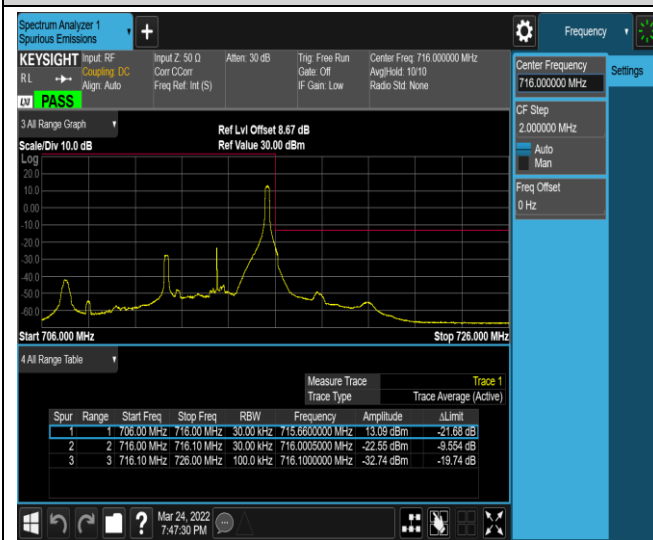 Spectrum Analyzer 1
Spurious Emissions
Frequency
KEYSIGHT Input: RF Input Z: 50 Ω Atten: 30 dB Trig: Free Run Center Freq: 716.000000 MHz
RL Coupling: DC Corr CCorr Gate: Off Avg|Hold: 10/10
Align: Auto Freq Ref: Int (S) IF Gain: Low Radio Std: None
LXI PASS
Center Frequency
716.000000 MHz
Settings
CF Step
2.000000 MHz
Auto
Man
Freq Offset
0 Hz
3 All Range Graph
Ref Lvl Offset 8.67 dB
Scale/Div 10.0 dB Ref Value 30.00 dBm
Log
20.0
10.0
0.00
-10.0
-20.0
-30.0
-40.0
-50.0
-60.0
Start 706.000 MHz Stop 726.000 MHz
4 All Range Table
Measure Trace Trace 1
Trace Type Trace Average (Active)
Spur Range Start Freq Stop Freq RBW Frequency Amplitude ΔLimit
1 1 706.00 MHz 716.00 MHz 30.00 kHz 715.6600000 MHz 13.09 dBm -21.68 dB
2 2 716.00 MHz 716.10 MHz 30.00 kHz 716.0005000 MHz -22.55 dBm -9.554 dB
3 3 716.10 MHz 726.00 MHz 100.0 kHz 716.1000000 MHz -32.74 dBm -19.74 dB
Mar 24, 2022
7:47:30 PM